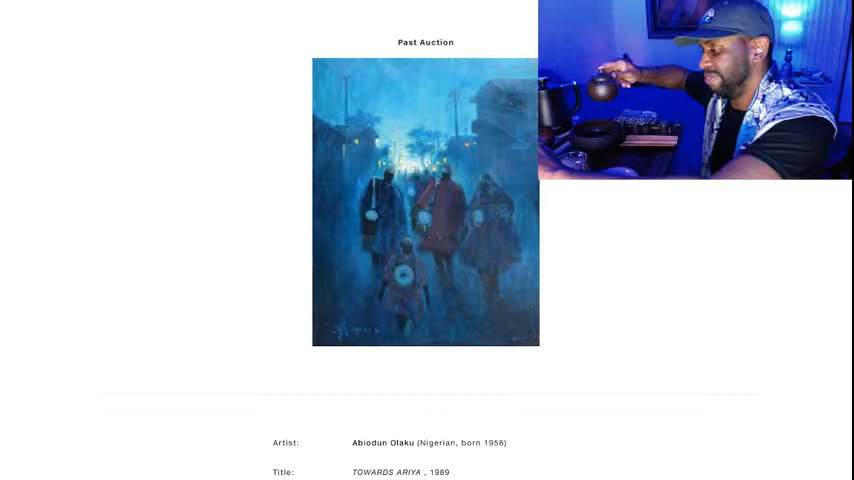 Past Auction
Artist: Abiodun Olaku (Nigerian, born 1958)
Title: TOWARDS ARIYA , 1989